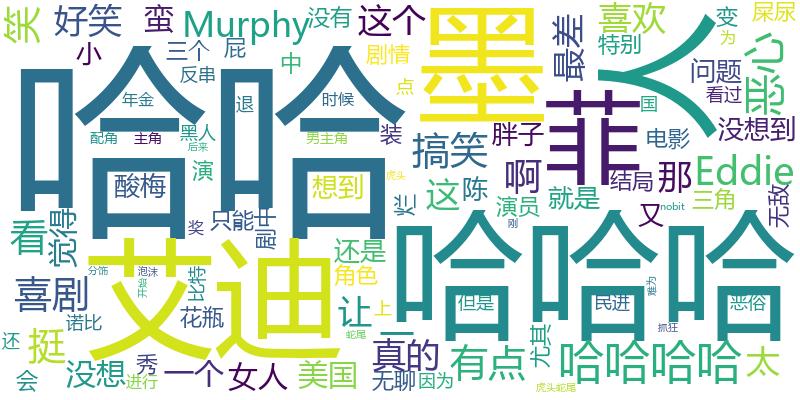 笑
好笑
蛮
Murphy
没有
这个
墨
人
喜欢
变
屎尿
为
小
三个
屁
反串
中
剧情
点
最差
特别
恶心
哈哈
年金
退
时候
配角
主角
黑人
后来
男主角
装
虎头
菲
问题
看过
国
没想到
胖子
电影
搞笑
啊
那
Eddie
酸梅
演
想到
这
陈
就是
结局
三角
无敌
奖
只能
烂
演员
又
nobit
刚
看
觉得
剧中
还是
哈哈哈
但是
民进
恶俗
难为
艾迪
喜剧
分饰
泡沫
开拔
比特
角色
让
上
一
尤其
抓狂
还
诺比
花瓶
蛇尾
挺
会
没想
秀
进行
一个
女人
美国
真的
无聊
因为
有点
哈哈哈哈
太
虎头蛇尾